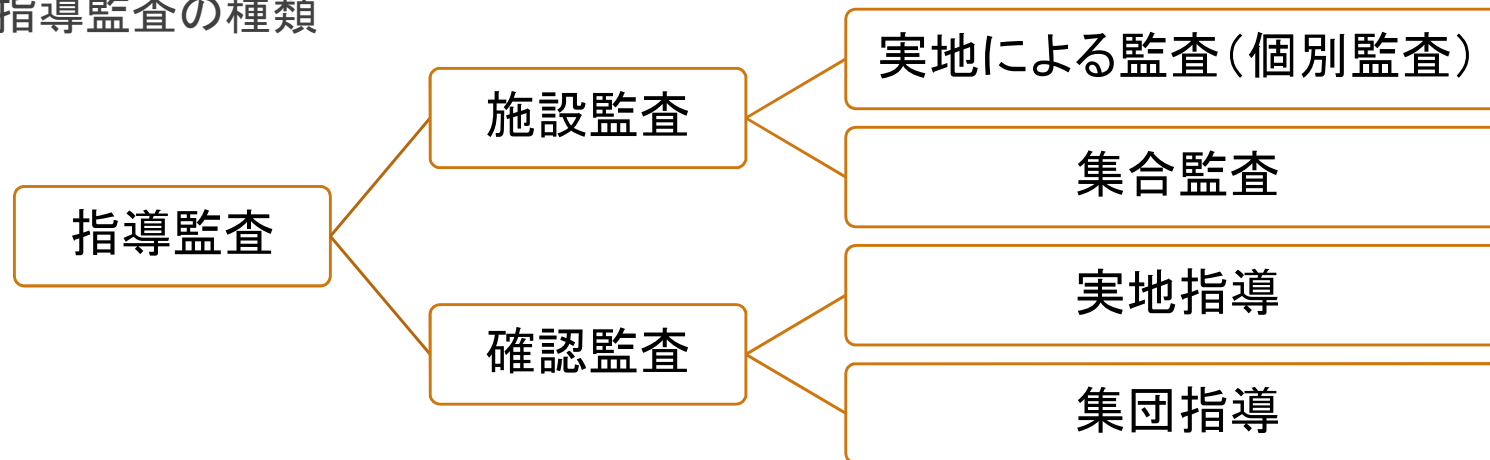 指導監査の種類
実地による監査（個別監査）
施設監査
集合監査
指導監査
実地指導
確認監査
集団指導